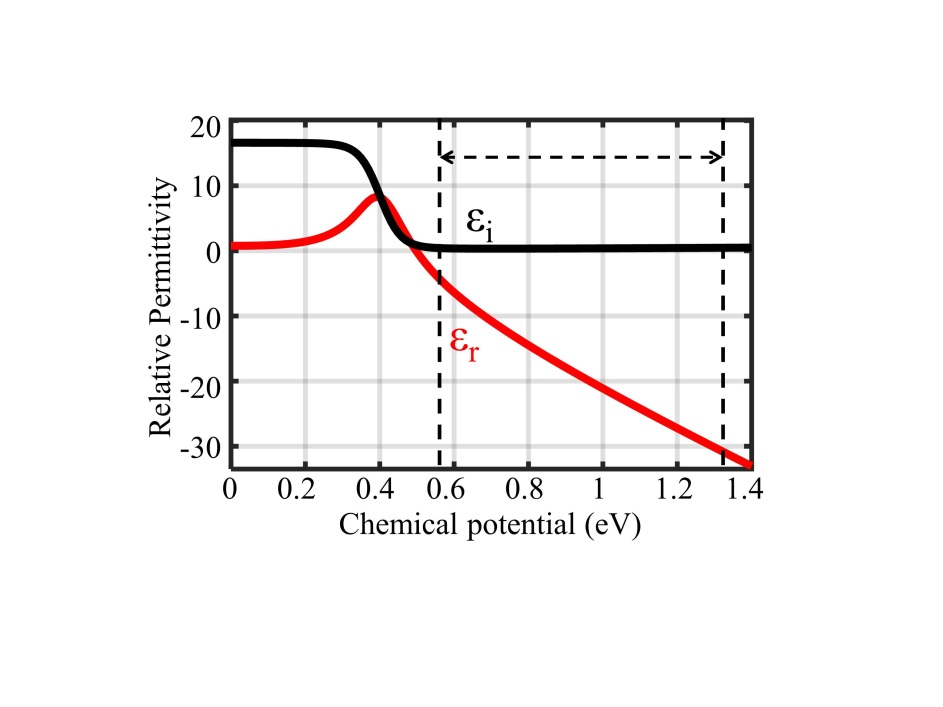 Relative Permittivity
20
10
0
-10
-20
-30
εi
εr
0 0.2 0.4 0.6 0.8 1 1.2 1.4
Chemical potential (eV)